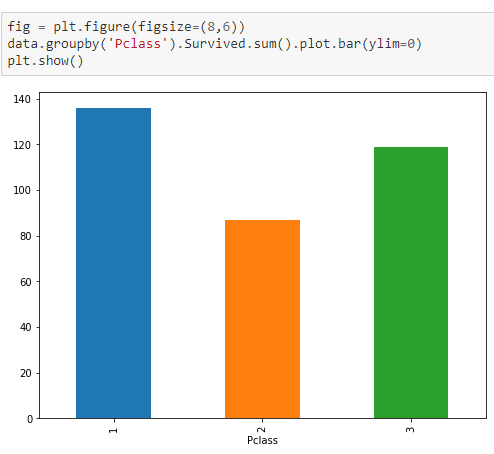 fig = plt.figure(figsize=(8,6))
data.groupby('Pclass').Survived.sum().plot.bar(ylim=0)
plt.show()
140
120
100
80
60
40
20
0
1
2
3
Pclass